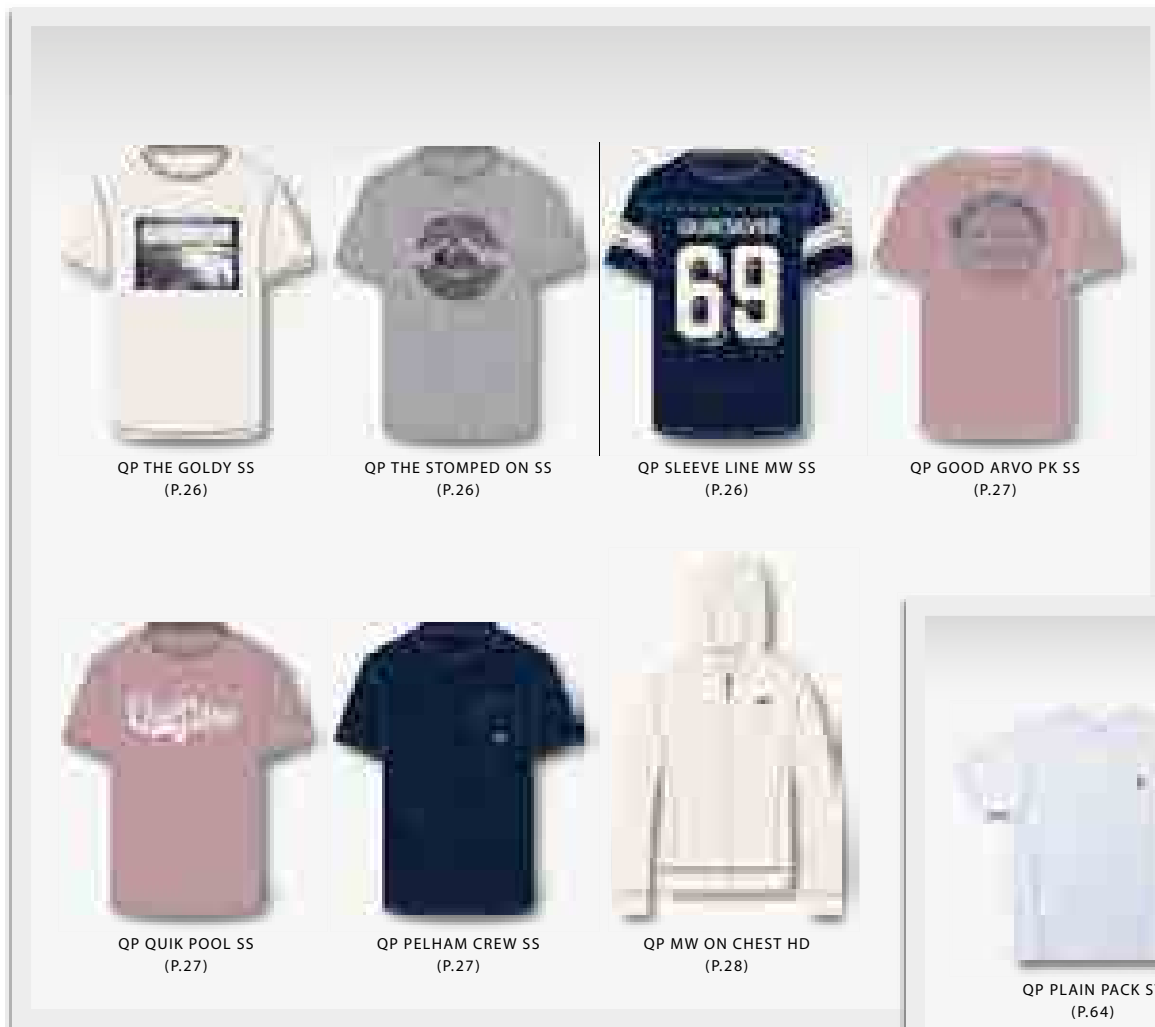 69
QP THE GOLDY SS
(P.26)
QP THE STOMPED ON SS
(P.26)
QP SLEEVE LINE MW SS
(P.26)
QP GOOD ARVO PK SS
(P.27)
QP QUIK POOL SS
(P.27)
QP PELHAM CREW SS
(P.27)
QP MW ON CHEST HD
(P.28)
QP PLAIN PACK
(P.64)